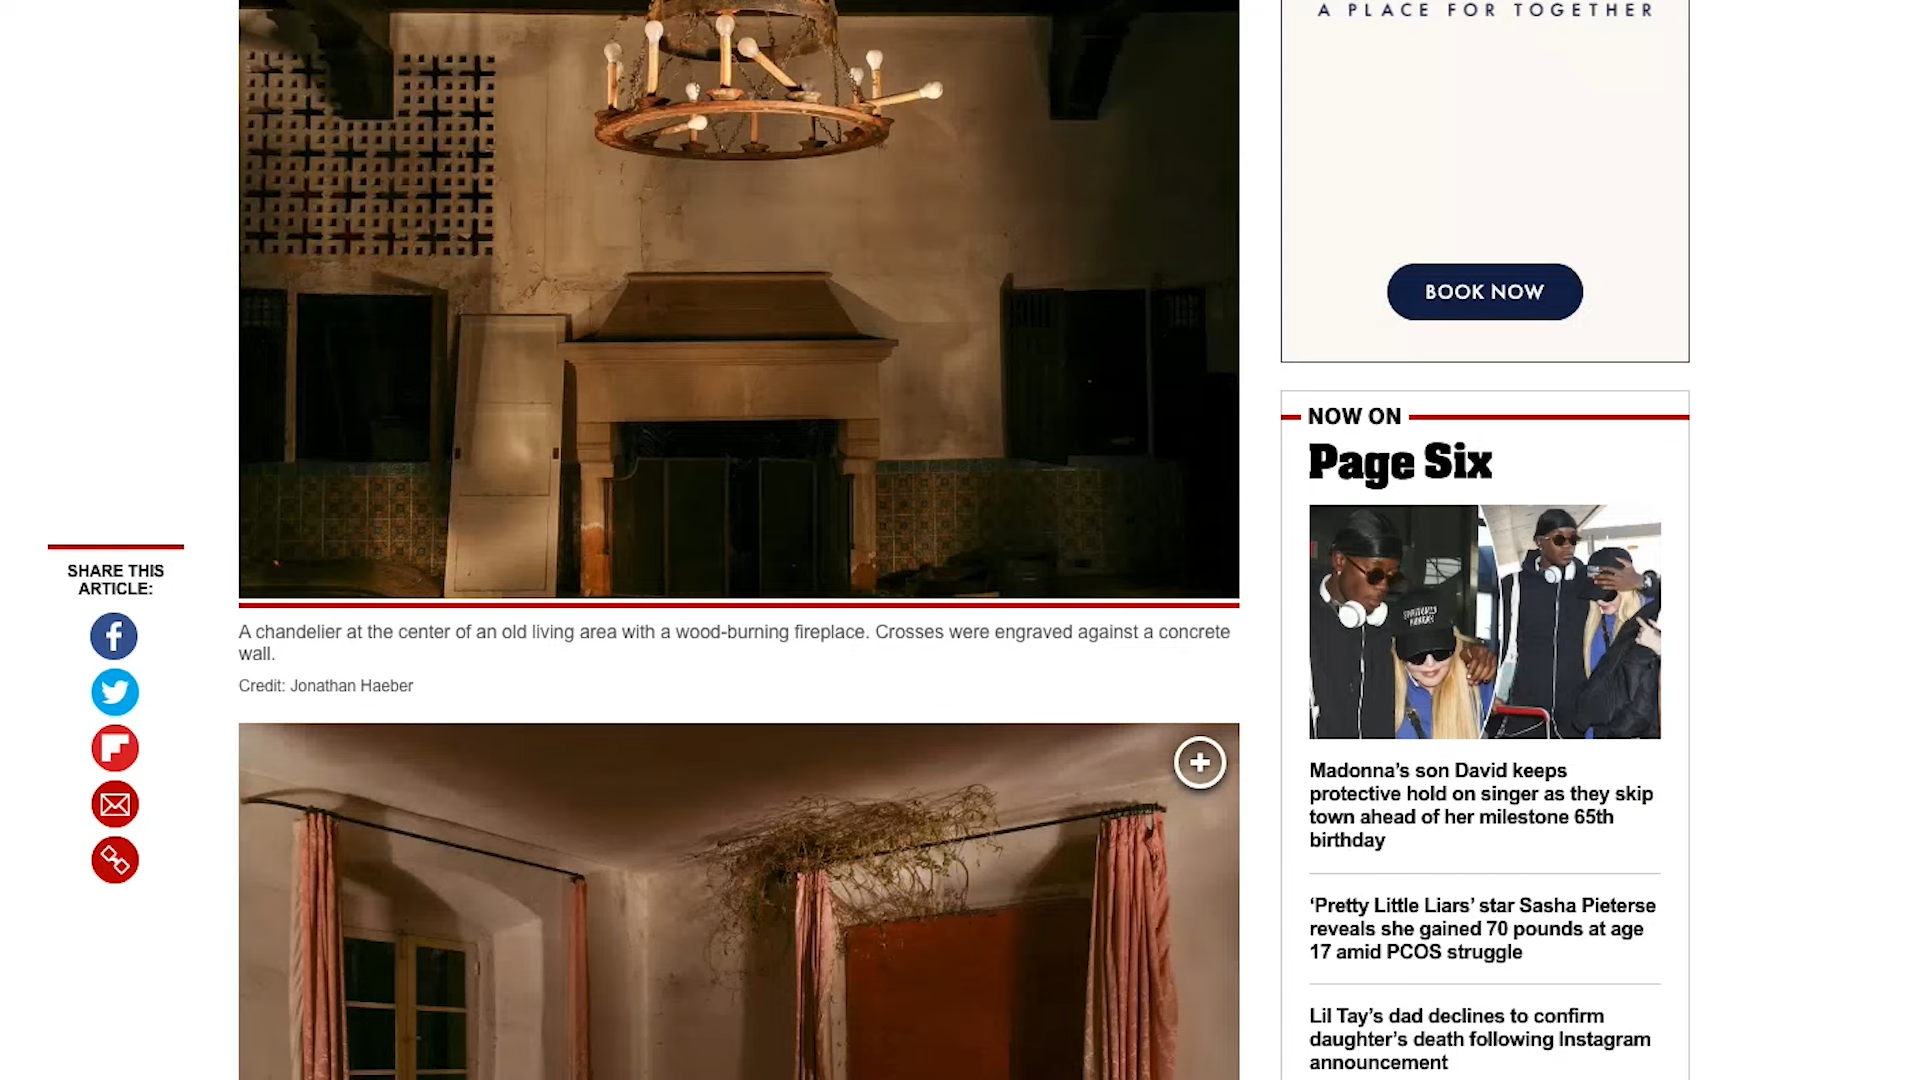 A PLACE FOR TOGETHER
BOOK NOW
NOW ON
Page Six
SHARE THIS
ARTICLE:
A chandelier at the center of an old living area with a wood-burning fireplace. Crosses were engraved against a concrete
wall.
Credit: Jonathan Haeber
Madonna’s son David keeps
protective hold on singer as they skip
town ahead of her milestone 65th
birthday
‘Pretty Little Liars’ star Sasha Pieterse
reveals she gained 70 pounds at age
17 amid PCOS struggle
Lil Tay’s dad declines to confirm
daughter’s death following Instagram
announcement